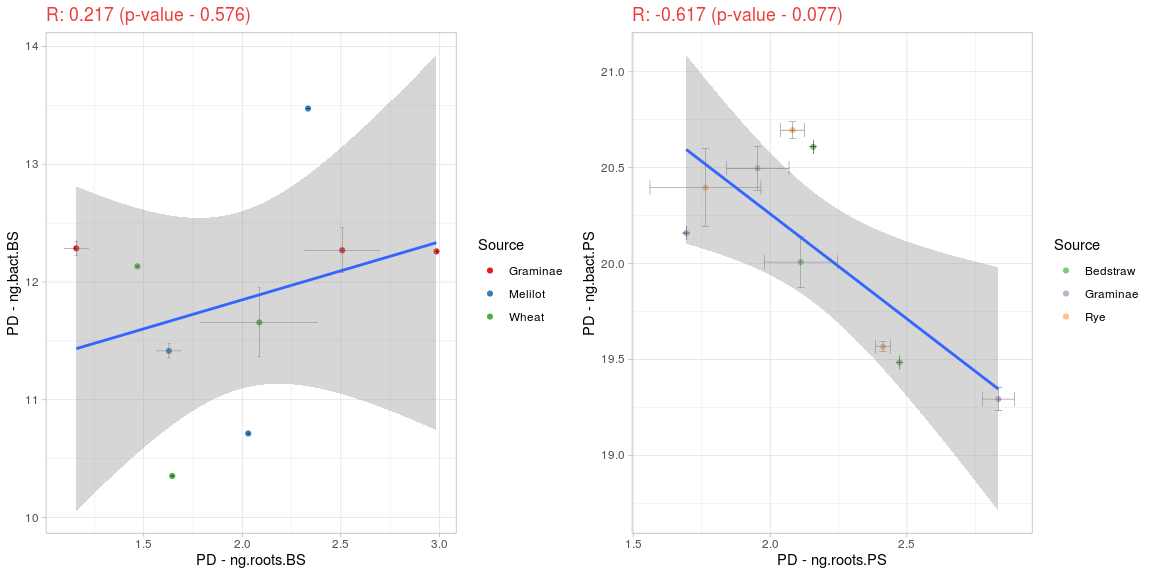 R: 0.217 (p-value - 0.576)
14
13
12
11
10
PD - ng.bact.BS
1.5
2.0
2.5
3.0
PD - ng.roots.BS
Source
Graminae
Melilot
Wheat
R: -0.617 (p-value - 0.077)
21.0
20.5
20.0
19.5
19.0
PD - ng.bact.PS
1.5
2.0
2.5
PD - ng.roots.PS
Source
Bedstraw
Graminae
Rye